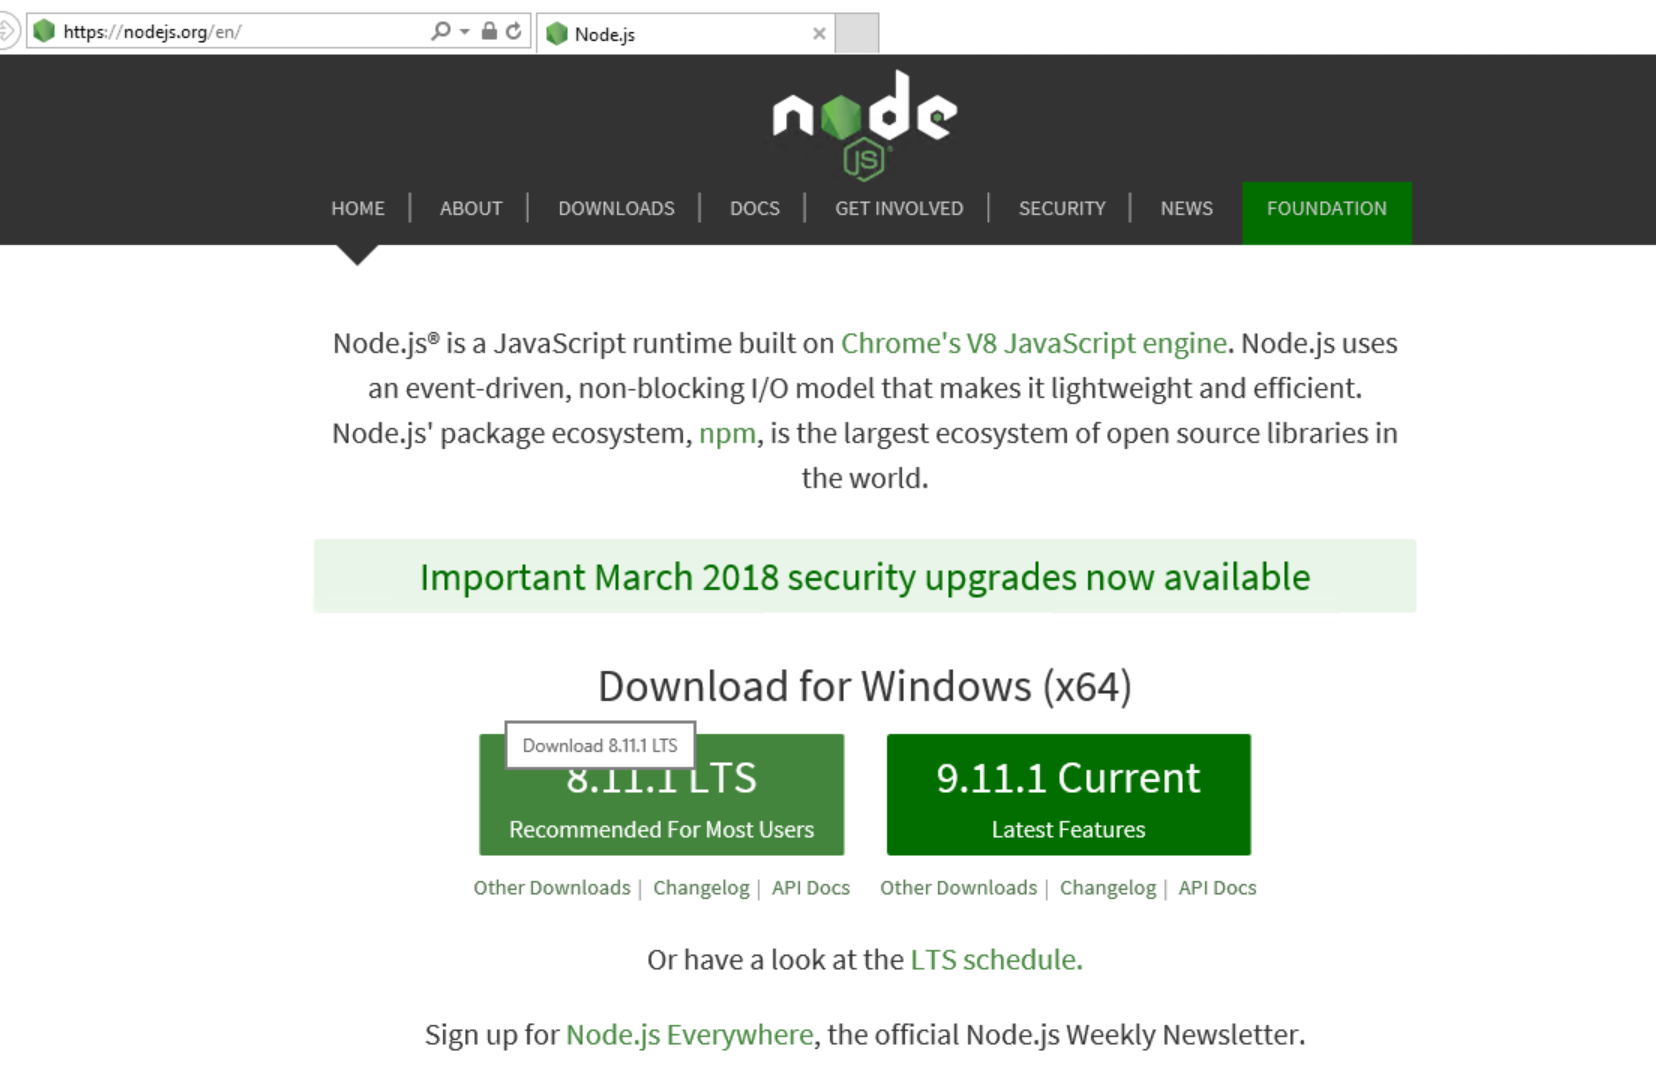 https://nodejs.org/en/
Node.js
node
JS
HOME | ABOUT | DOWNLOADS | DOCS | GET INVOLVED | SECURITY | NEWS FOUNDATION
Node.js® is a JavaScript runtime built on Chrome's V8 JavaScript engine. Node.js uses
an event-driven, non-blocking I/O model that makes it lightweight and efficient.
Node.js' package ecosystem, npm, is the largest ecosystem of open source libraries in
the world.
Important March 2018 security upgrades now available
Download for Windows (x64)
Download 8.11.1 LTS
8.11.1 LTS
Recommended For Most Users
9.11.1 Current
Latest Features
Other Downloads | Changelog | API Docs
Other Downloads | Changelog | API Docs
Or have a look at the LTS schedule.
Sign up for Node.js Everywhere, the official Node.js Weekly Newsletter.